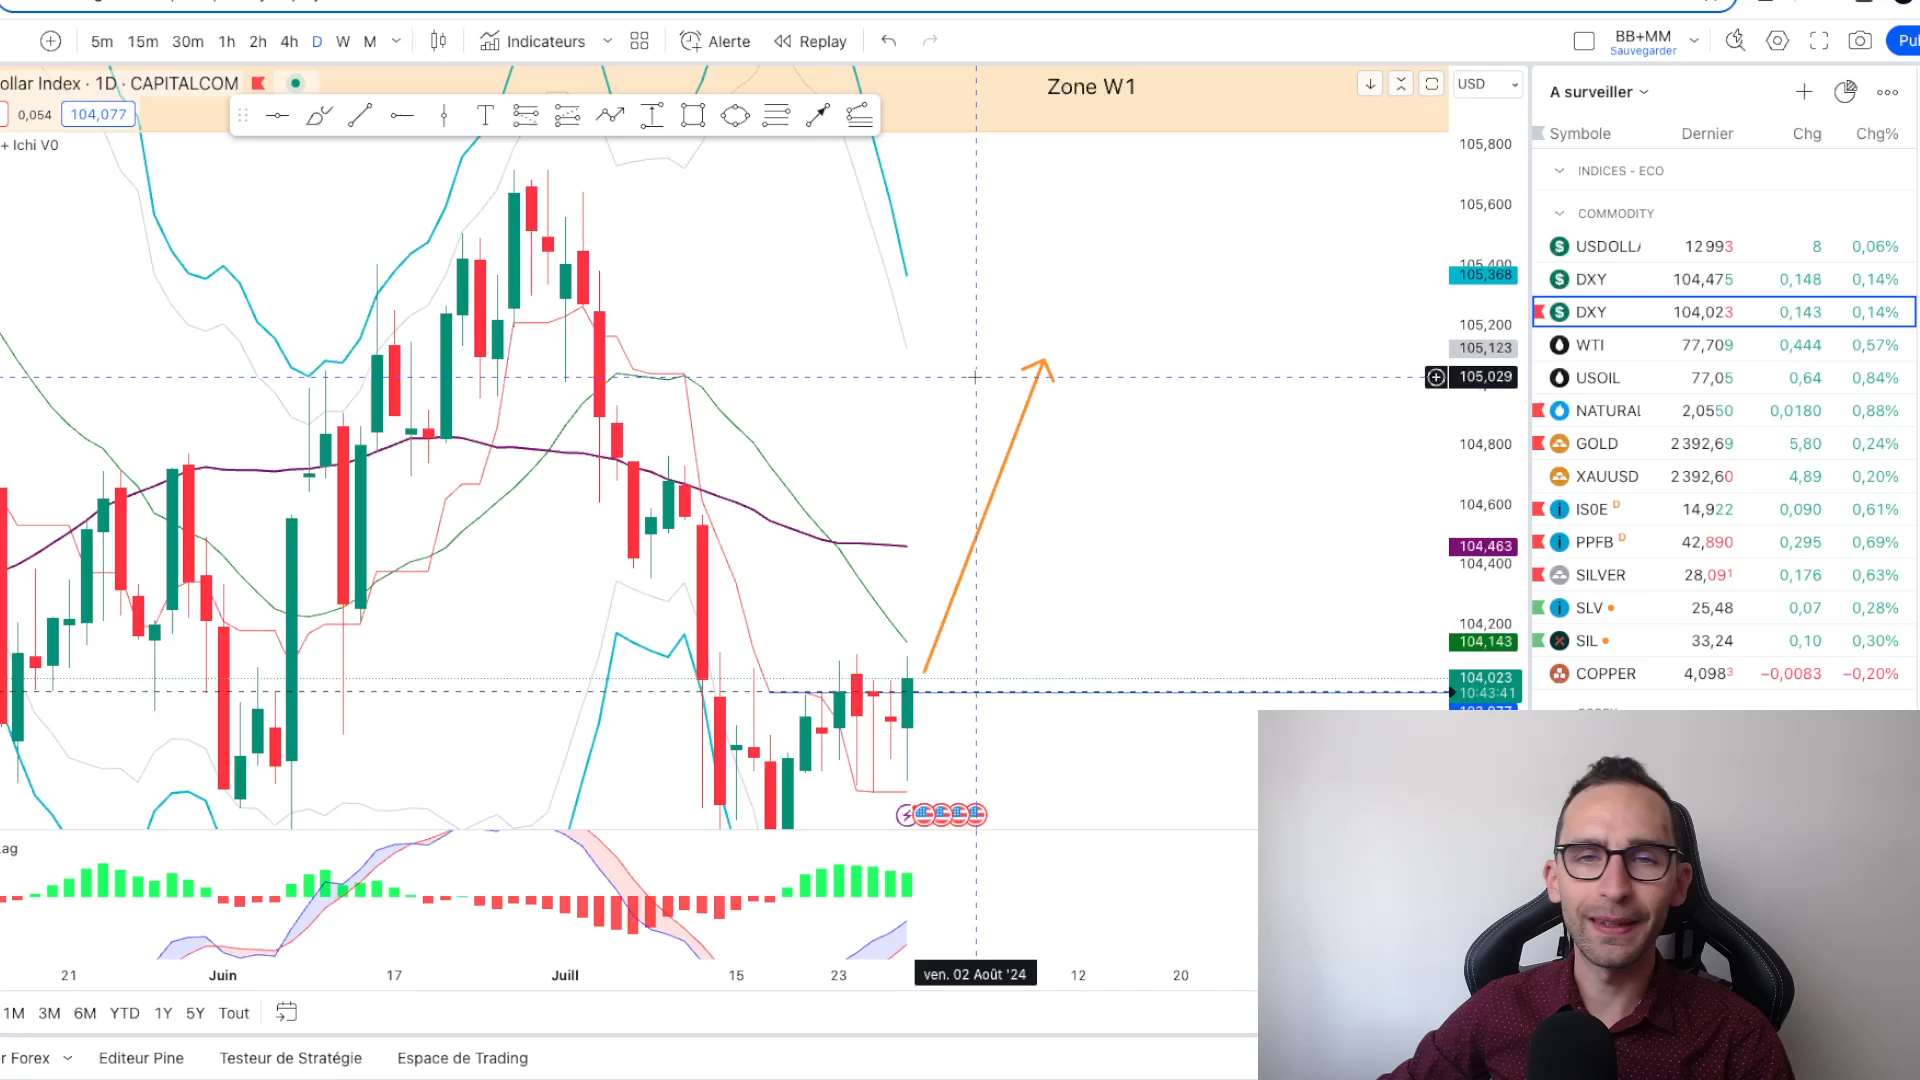 5m 15m 30m 1h 2h 4h D W M Indicateurs Alerte Replay BB+MM
Sauvegarder
ollar Index · 1D · CAPITALCOM
Zone W1
USD
A surveiller
0,054 104,077
+ Ichi V0
Symbole Dernier Chg Chg%
INDICES - ECO
COMMODITY
USDOLL 12 993 8 0,06%
DXY 104,475 0,148 0,14%
DXY 104,023 0,143 0,14%
WTI 77,709 0,444 0,57%
USOIL 77,05 0,64 0,84%
NATURAL 2,0550 0,0180 0,88%
GOLD 2 392,69 5,80 0,24%
XAUUSD 2 392,60 4,89 0,20%
IS0E D 14,922 0,090 0,61%
PPFB D 42,890 0,295 0,69%
SILVER 28,091 0,176 0,63%
SLV 25,48 0,07 0,28%
SIL 33,24 0,10 0,30%
COPPER 4,0983 −0,0083 −0,20%
105,800
105,600
105,400
105,368
105,200
105,123
105,029
104,800
104,600
104,463
104,400
104,200
104,143
104,023
10:43:41
ag
21 Juin 17 Juill 15 23 ven. 02 Août '24 12 20
1M 3M 6M YTD 1Y 5Y Tout
r Forex Editeur Pine Testeur de Stratégie Espace de Trading